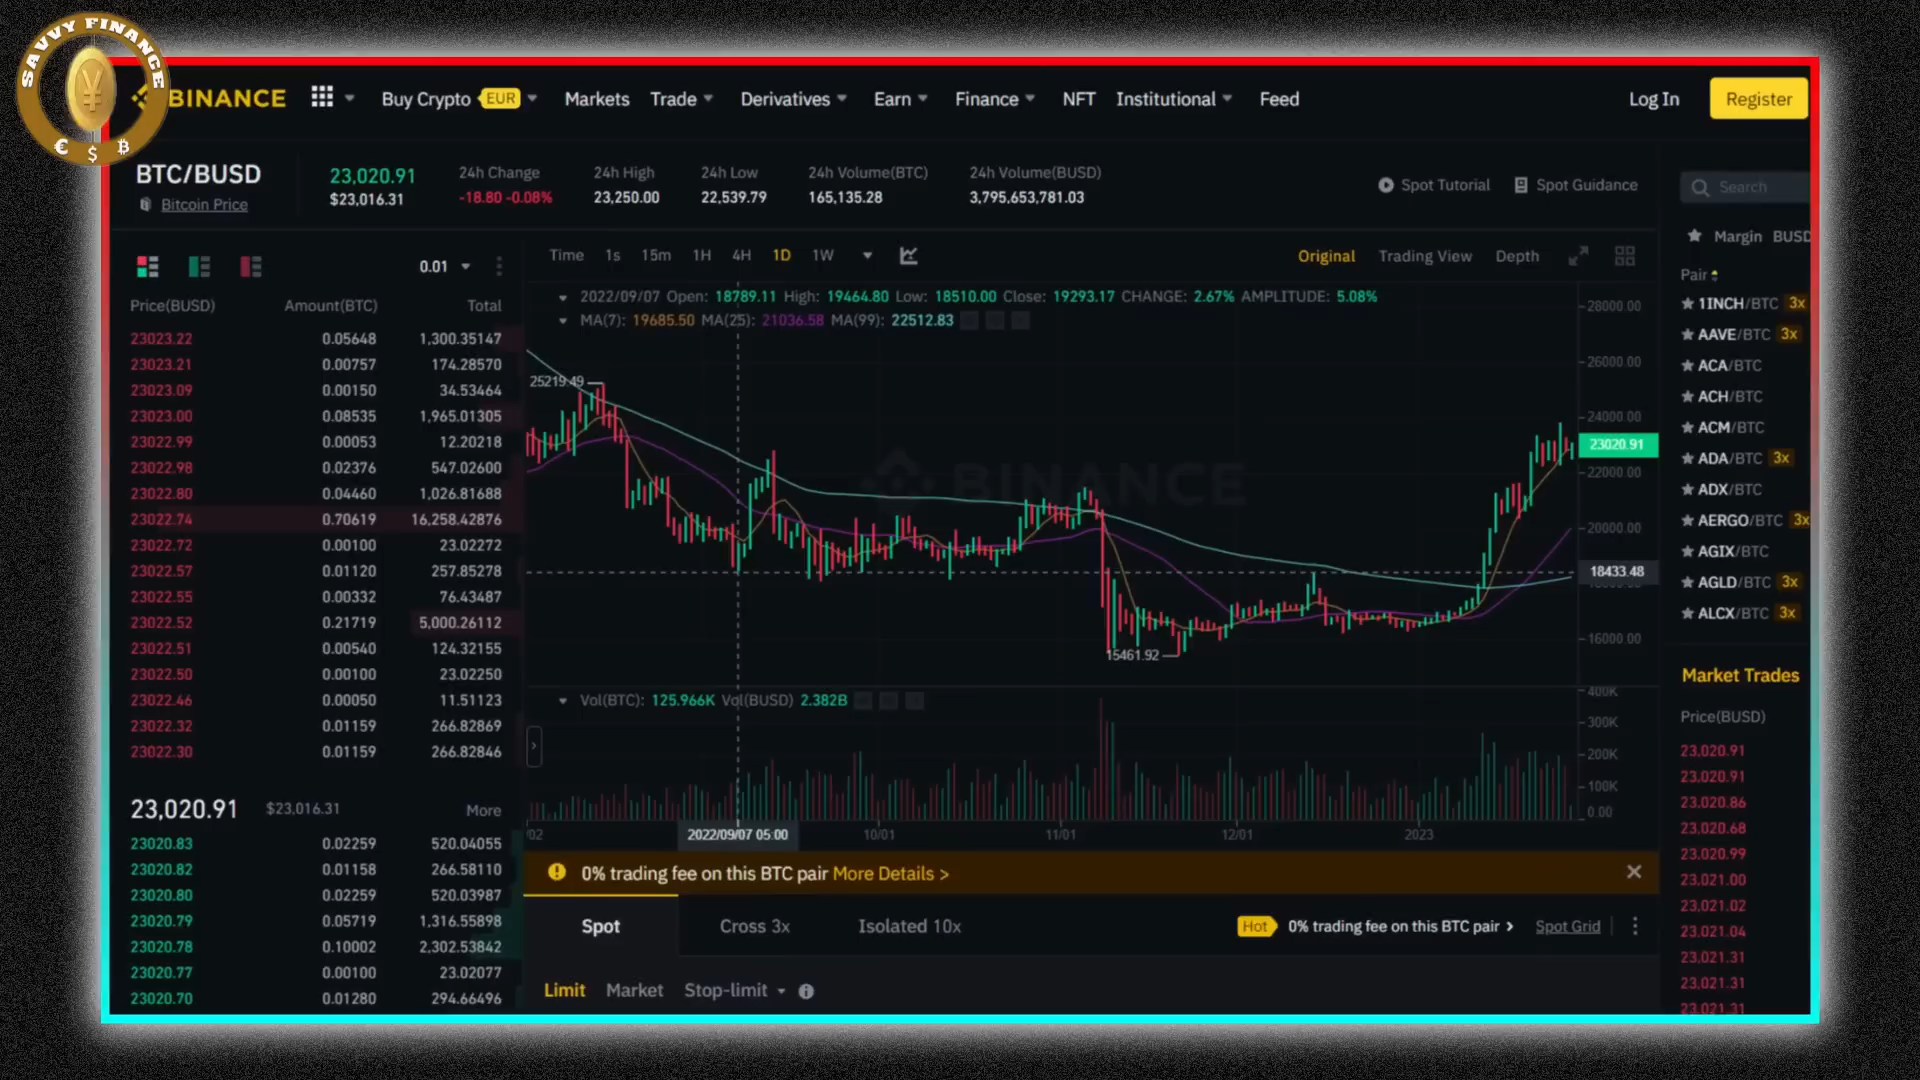 SAVVY FINANCE
¥
€ $ ₿
BINANCE
Buy Crypto EUR Markets Trade Derivatives Earn Finance NFT Institutional Feed
Log In Register
BTC/BUSD
Bitcoin Price
23,020.91
$23,016.31
24h Change
-18.80 -0.08%
24h High
23,250.00
24h Low
22,539.79
24h Volume(BTC)
165,135.28
24h Volume(BUSD)
3,795,653,781.03
Spot Tutorial Spot Guidance
Search
Margin BUSD
Pair
1INCH/BTC 3x
AAVE/BTC 3x
ACA/BTC
ACH/BTC
ACM/BTC
ADA/BTC 3x
ADX/BTC
AERGO/BTC 3x
AGIX/BTC
AGLD/BTC 3x
ALCX/BTC 3x
0.01
Price(BUSD) Amount(BTC) Total
23023.22 0.05648 1,300.35147
23023.21 0.00757 174.28570
23023.09 0.00150 34.53464
23023.00 0.08535 1,965.01305
23022.99 0.00053 12.20218
23022.98 0.02376 547.02600
23022.80 0.04460 1,026.81688
23022.74 0.70619 16,258.42876
23022.72 0.00100 23.02272
23022.57 0.01120 257.85278
23022.55 0.00332 76.43487
23022.52 0.21719 5,000.26112
23022.51 0.00540 124.32155
23022.50 0.00100 23.02250
23022.46 0.00050 11.51123
23022.32 0.01159 266.82869
23022.30 0.01159 266.82846
23,020.91 $23,016.31 More
23020.83 0.02259 520.04055
23020.82 0.01158 266.58110
23020.80 0.02259 520.03987
23020.79 0.05719 1,316.55898
23020.78 0.10002 2,302.53842
23020.77 0.00100 23.02077
23020.70 0.01280 294.66496
Time 1s 15m 1H 4H 1D 1W
Original Trading View Depth
2022/09/07 Open: 18789.11 High: 19464.80 Low: 18510.00 Close: 19293.17 CHANGE: 2.67% AMPLITUDE: 5.08%
MA(7): 19685.50 MA(25): 21036.58 MA(99): 22512.83
25219.49
15461.92
BINANCE
28000.00
26000.00
24000.00
23020.91
22000.00
20000.00
18433.48
16000.00
Vol(BTC): 125.966K Vol(BUSD) 2.382B
400K
300K
200K
100K
0.00
/02 2022/09/07 05:00 10/01 11/01 12/01 2023
0% trading fee on this BTC pair More Details >
Spot Cross 3x Isolated 10x
Hot 0% trading fee on this BTC pair > Spot Grid
Limit Market Stop-limit
Market Trades
Price(BUSD)
23,020.91
23,020.91
23,020.86
23,020.68
23,020.99
23,021.00
23,021.02
23,021.04
23,021.31
23,021.31
23,021.31